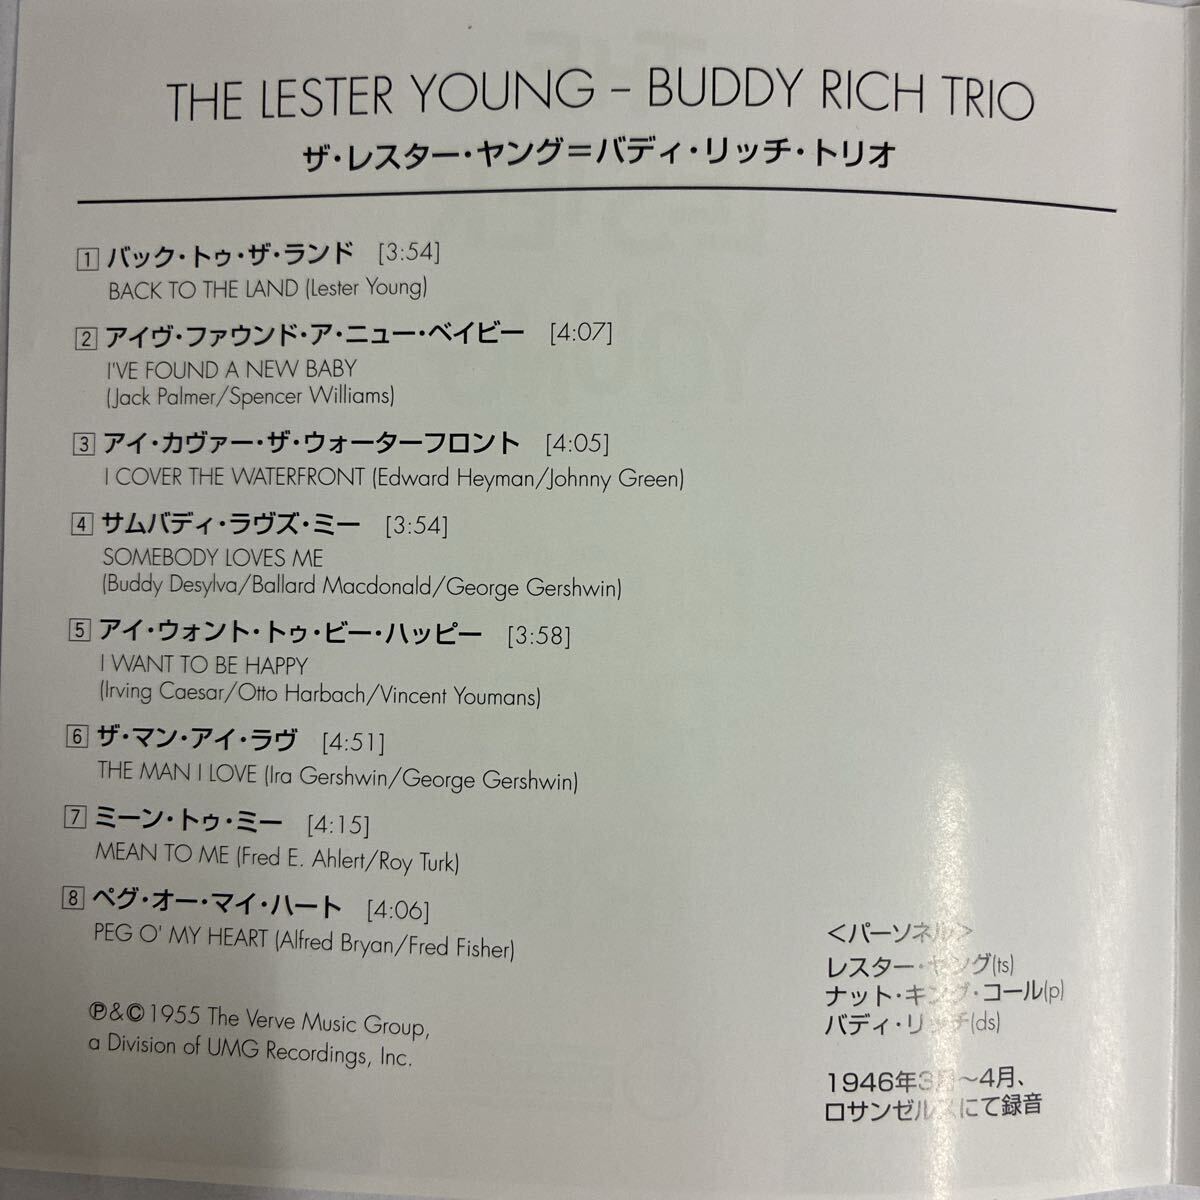 THE LESTER YOUNG – BUDDY RICH TRIO
ザ・レスター・ヤング＝バディ・リッチ・トリオ
1 バック・トゥ・ザ・ランド [3:54]
BACK TO THE LAND (Lester Young)
2 アイヴ・ファウンド・ア・ニュー・ベイビー [4:07]
I'VE FOUND A NEW BABY
(Jack Palmer/Spencer Williams)
3 アイ・カヴァー・ザ・ウォーターフロント [4:05]
I COVER THE WATERFRONT (Edward Heyman/Johnny Green)
4 サムバディ・ラヴズ・ミー [3:54]
SOMEBODY LOVES ME
(Buddy Desylva/Ballard Macdonald/George Gershwin)
5 アイ・ウォント・トゥ・ビー・ハッピー [3:58]
I WANT TO BE HAPPY
(Irving Caesar/Otto Harbach/Vincent Youmans)
6 ザ・マン・アイ・ラヴ [4:51]
THE MAN I LOVE (Ira Gershwin/George Gershwin)
7 ミーン・トゥ・ミー [4:15]
MEAN TO ME (Fred E. Ahlert/Roy Turk)
8 ペグ・オー・マイ・ハート [4:06]
PEG O' MY HEART (Alfred Bryan/Fred Fisher)
℗&©1955 The Verve Music Group,
a Division of UMG Recordings, Inc.
＜パーソネル＞
レスター・ヤング(ts)
ナット・キング・コール(p)
バディ・リッチ(ds)
1946年3月〜4月、
ロサンゼルスにて録音